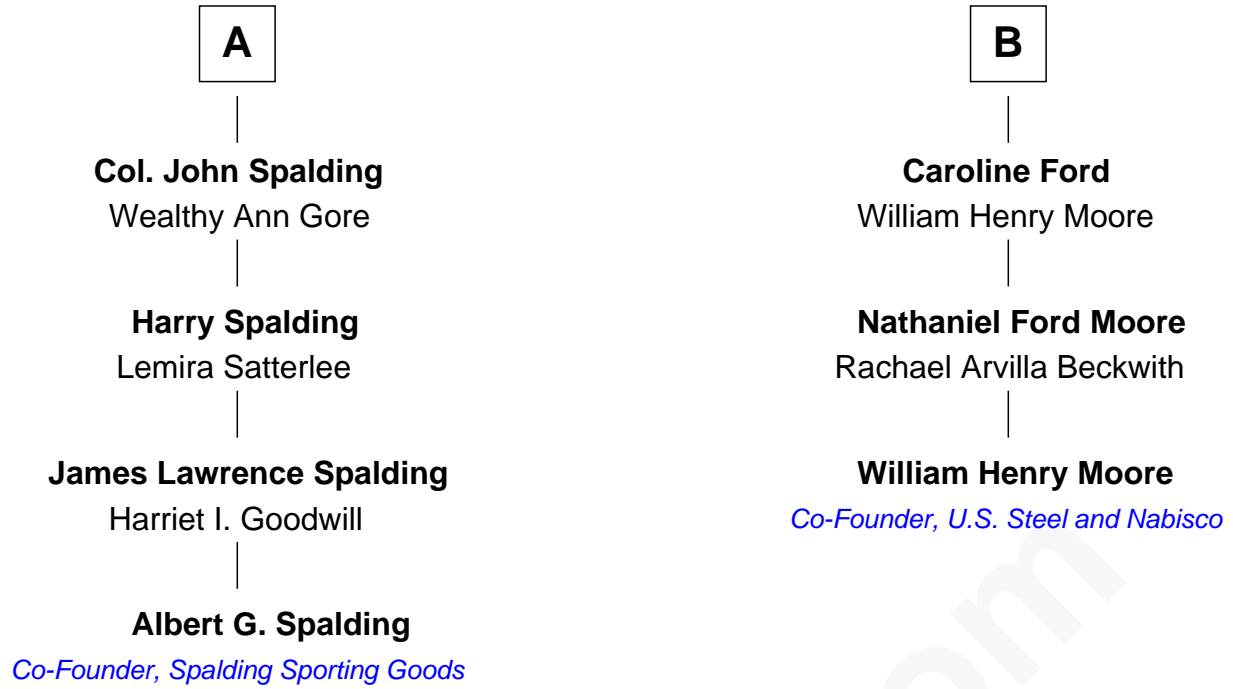 A
Col. John Spalding
Wealthy Ann Gore
Harry Spalding
Lemira Satterlee
James Lawrence Spalding
Harriet I. Goodwill
Albert G. Spalding
Co-Founder, Spalding Sporting Goods
B
Caroline Ford
William Henry Moore
Nathaniel Ford Moore
Rachael Arvilla Beckwith
William Henry Moore
Co-Founder, U.S. Steel and Nabisco
om